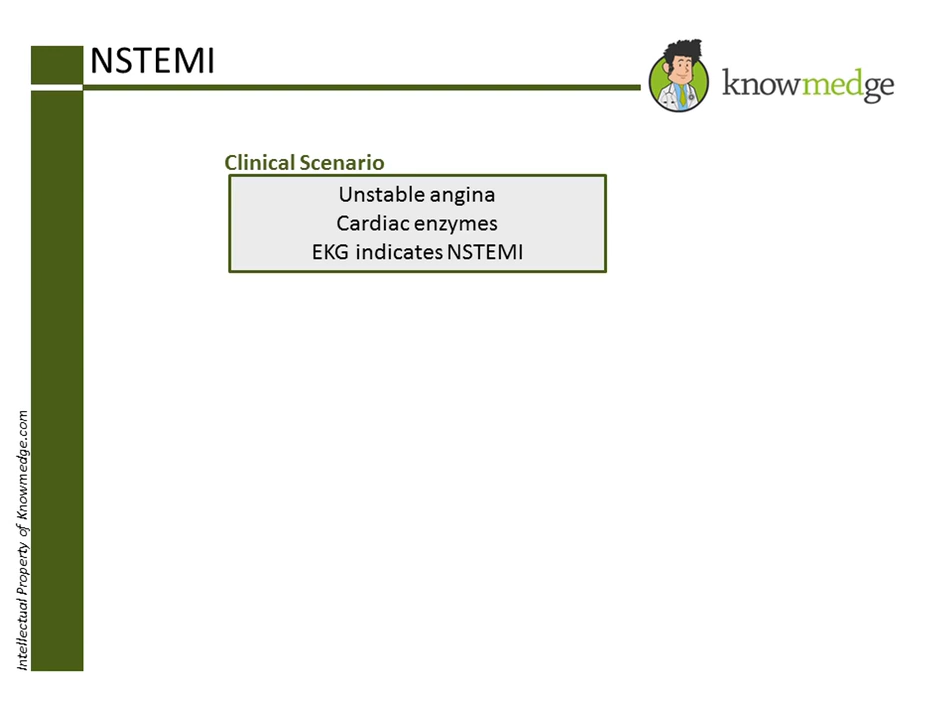 NSTEMI
knowmedge
Clinical Scenario
Unstable angina
Cardiac enzymes
EKG indicates NSTEMI
Intellectual Property of Knowmedge.com